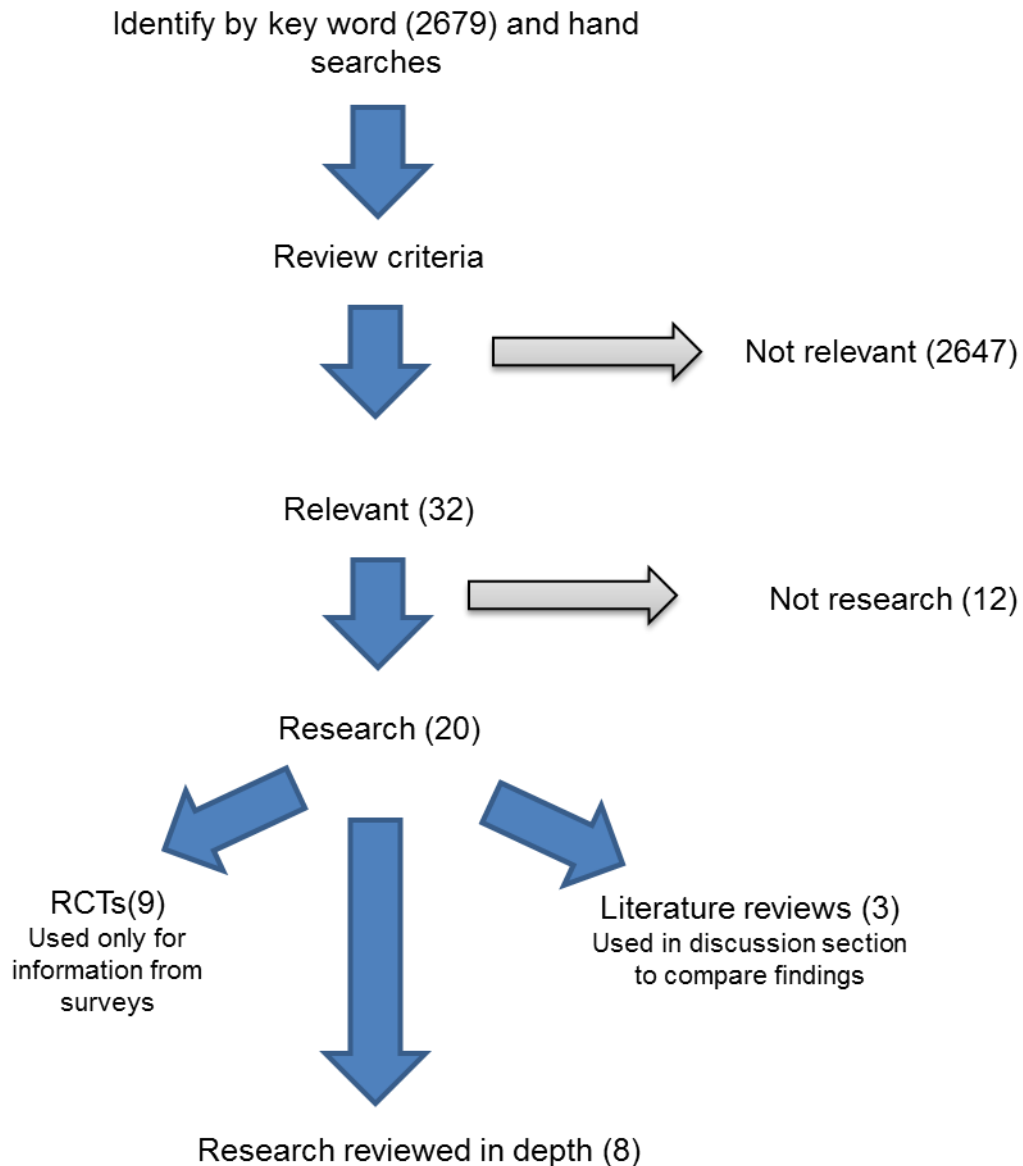 Identify by key word (2679) and hand
searches
Review criteria
Not relevant (2647)
Relevant (32)
Not research (12)
Research (20)
RCTs(9)
Used only for
information from
surveys
Literature reviews (3)
Used in discussion section
to compare findings
Research reviewed in depth (8)